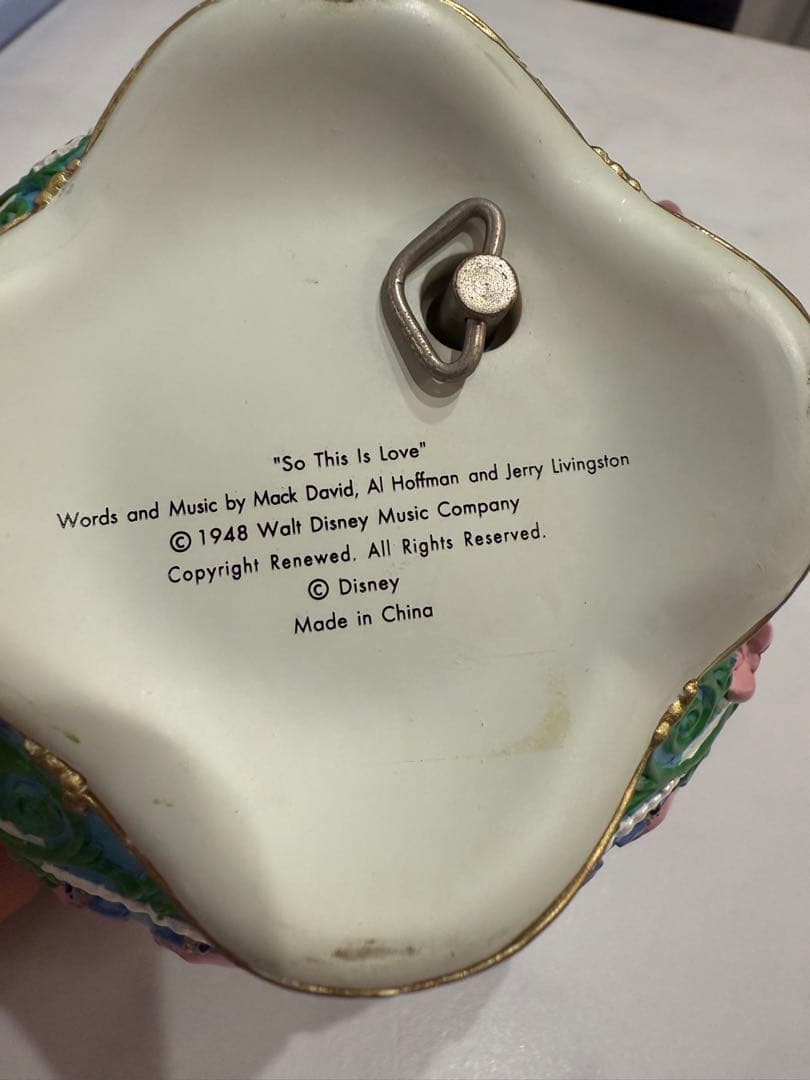 "So This Is Love"
Words and Music by Mack David, Al Hoffman and Jerry Livingston
© 1948 Walt Disney Music Company
Copyright Renewed. All Rights Reserved.
© Disney
Made in China